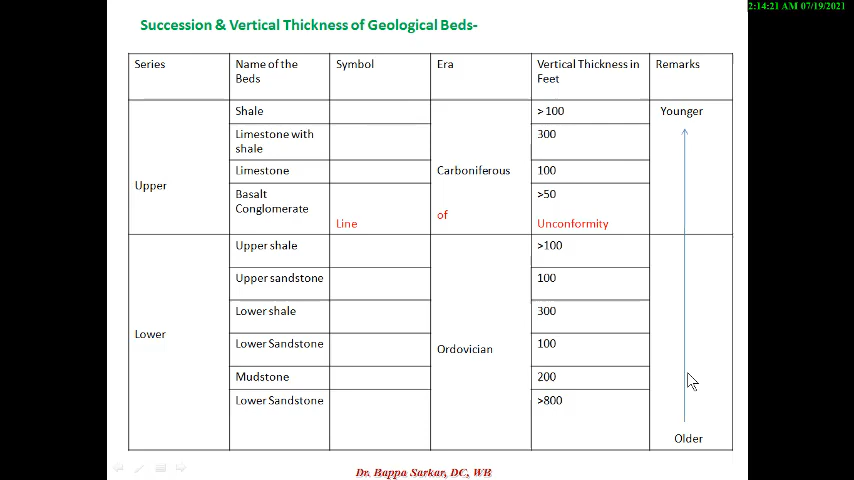 2:14:21 AM 07/19/2021
Succession & Vertical Thickness of Geological Beds-
Series
Name of the
Beds
Symbol
Era
Vertical Thickness in
Feet
Remarks
Upper
Shale
Limestone with
shale
Limestone
Basalt
Conglomerate
Line
Carboniferous
of
> 100
300
100
>50
Unconformity
Younger
Lower
Upper shale
Upper sandstone
Lower shale
Lower Sandstone
Mudstone
Lower Sandstone
Ordovician
>100
100
300
100
200
>800
Older
Dr. Bappa Sarkar, DC, WB